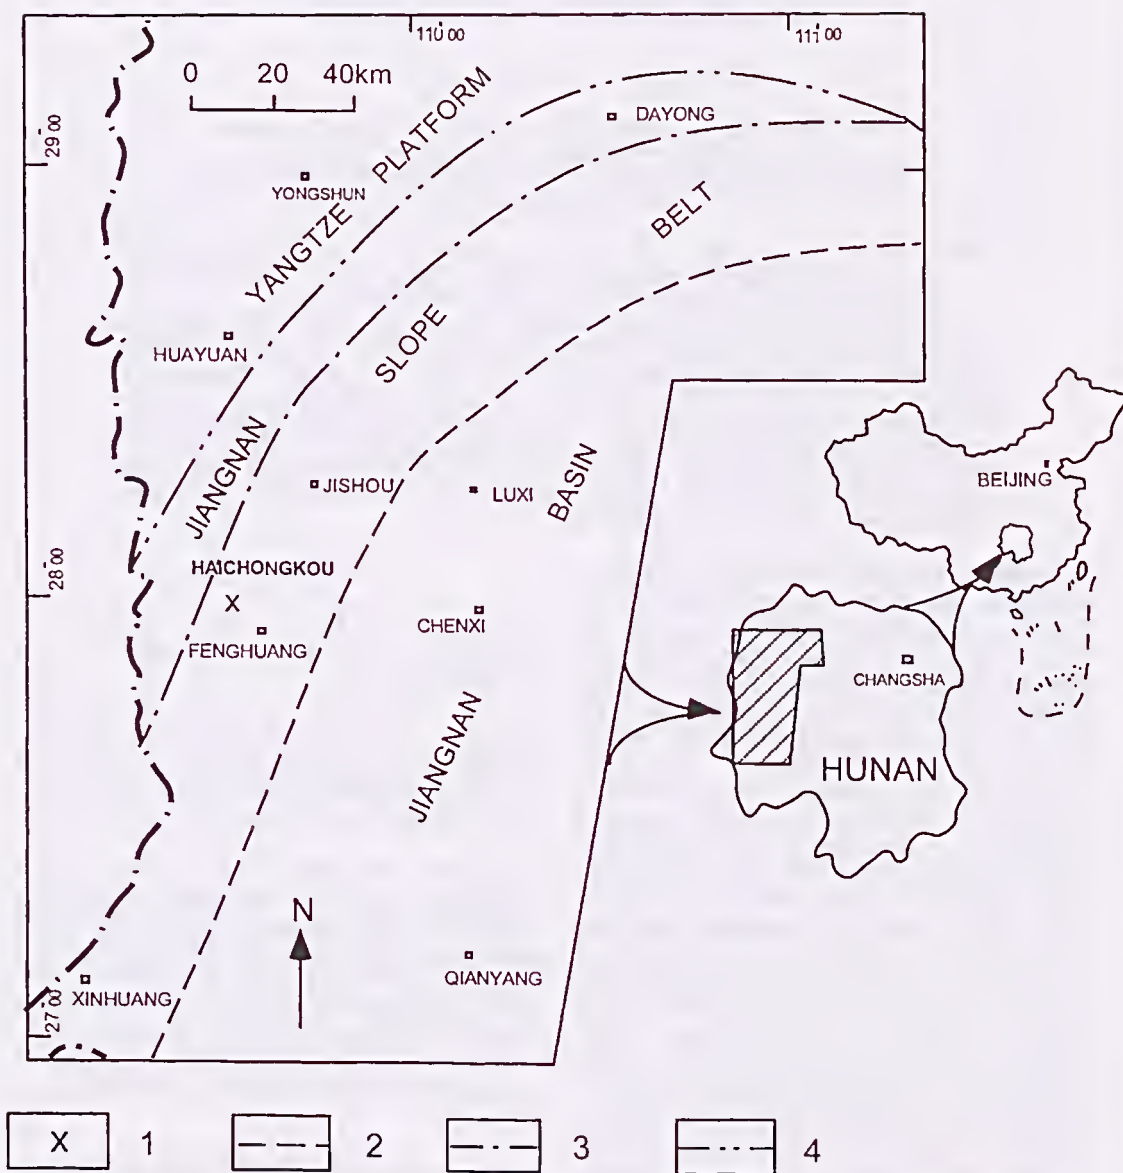 110°00
111°00
0 20 40km
29°00
DAYONG
YANGTZE PLATFORM
YONGSHUN
BELT
HUAYUAN
SLOPE
JIANGNAN
JISHOU
LUXI
BASIN
BEIJING
28°00
HAICHONGKOU
X
CHENXI
FENGHUANG
CHANGSHA
JIANGNAN
HUNAN
N
QIANYANG
XINHUANG
27°00
X 1 2 3 4